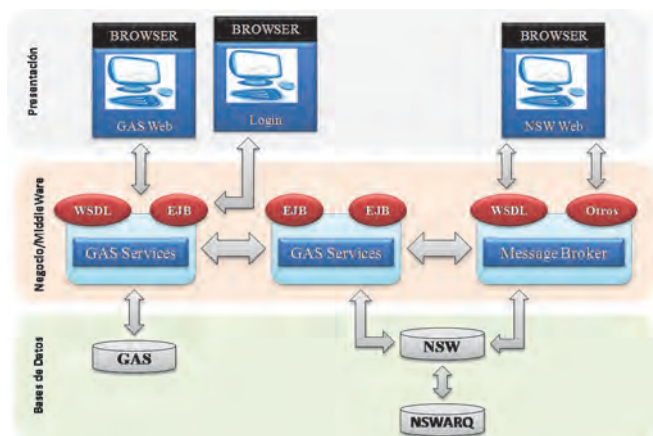 Presentación
BROWSER
GAS Web
BROWSER
Login
BROWSER
NSW Web
Negocio/MiddleWare
WSDL
EJB
GAS Services
EJB
EJB
GAS Services
WSDL
Otros
Message Broker
Bases de Datos
GAS
NSW
NSWARQ